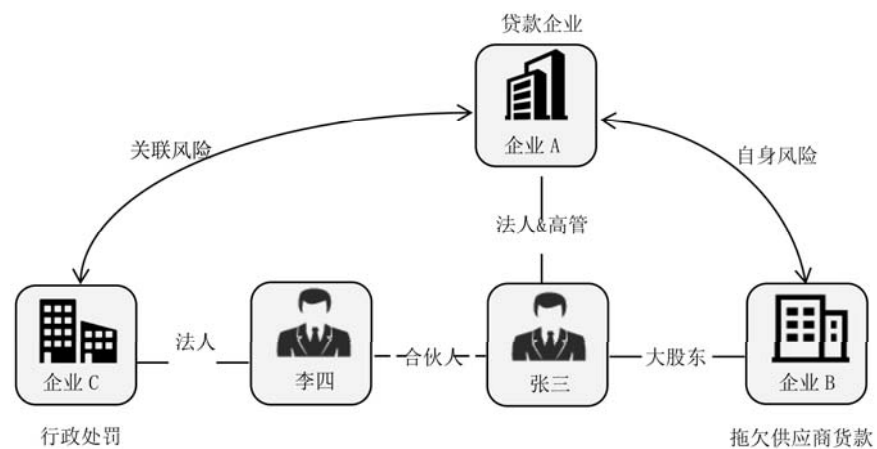 贷款企业
企业 A
关联风险
自身风险
法人&高管
法人
合伙人
大股东
企业 C
李四
张三
企业 B
行政处罚
拖欠供应商货款